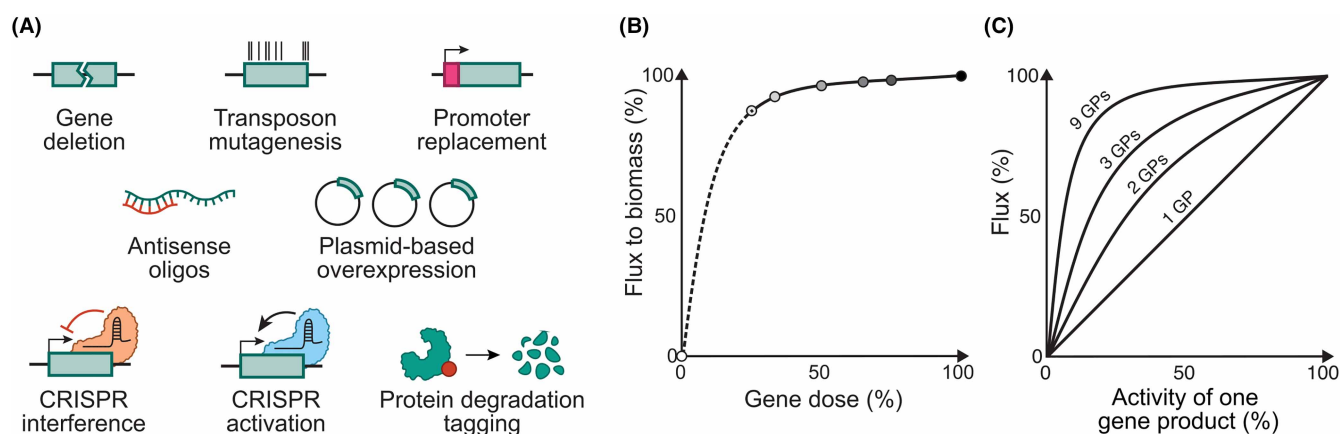 (A)
Gene
deletion
Transposon
mutagenesis
Promoter
replacement
Antisense
oligos
Plasmid-based
overexpression
CRISPR
interference
CRISPR
activation
Protein degradation
tagging
(B)
Flux to biomass (%)
100
50
0
0
50
100
Gene dose (%)
(C)
Flux (%)
100
50
0
9 GPs
3 GPs
2 GPs
1 GP
0
50
100
Activity of one
gene product (%)